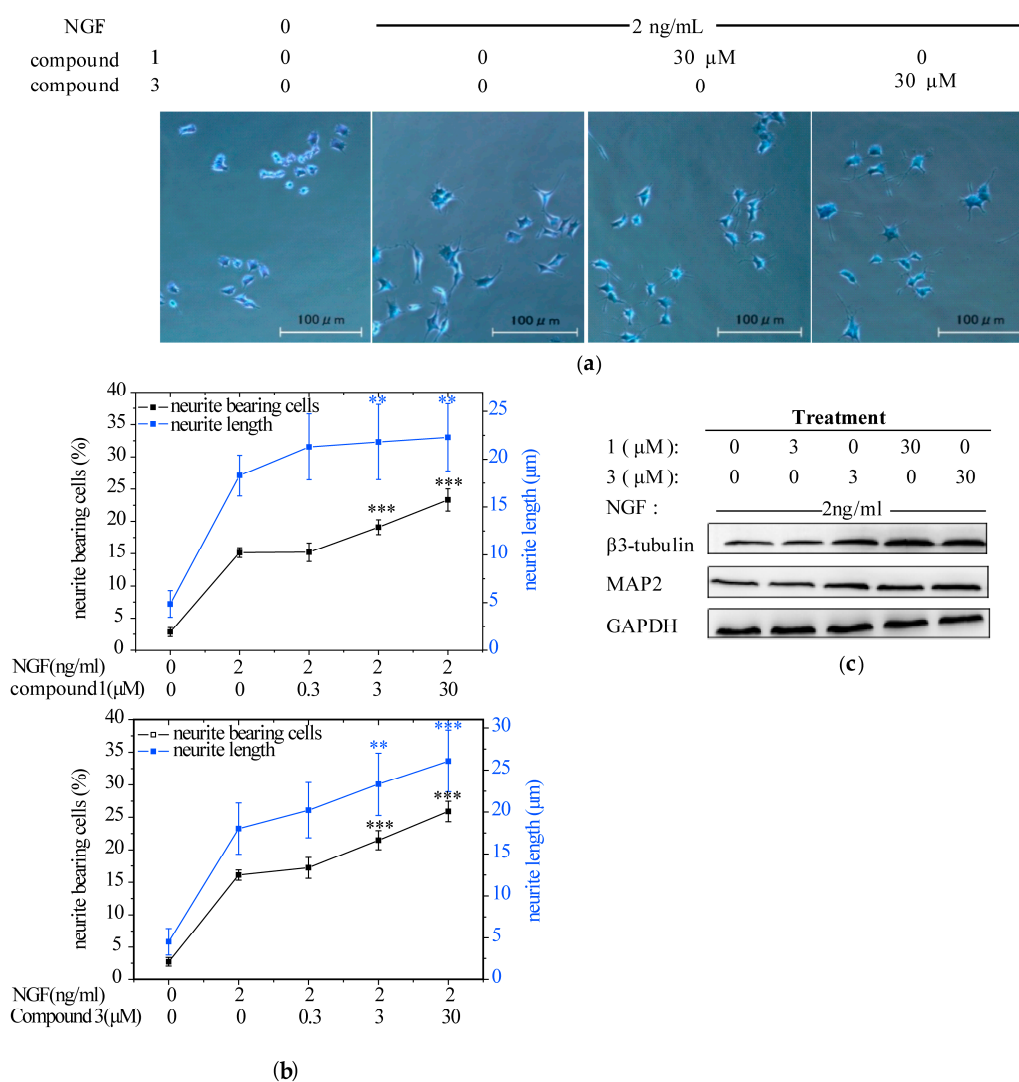 NGF 0 2 ng/mL
compound 1 0 0 30 μM 0
compound 3 0 0 0 30 μM
100 μ m 100 μ m 100 μ m 100 μ m
(a)
40
35
30
25
20
15
10
5
0
neurite bearing cells (%)
neurite bearing cells
neurite length
** **
*** ***
25
20
15
10
5
0
neurite length (μm)
NGF(ng/ml) 0 2 2 2 2
compound1(μM) 0 0 0.3 3 30
40
35
30
25
20
15
10
5
0
neurite bearing cells (%)
neurite bearing cells
neurite length
** ***
*** ***
30
25
20
15
10
5
0
neurite length (μm)
NGF(ng/ml) 0 2 2 2 2
Compound 3(μM) 0 0 0.3 3 30
(b)
Treatment
1 ( μM ): 0 3 0 30 0
3 ( μM ): 0 0 3 0 30
NGF : 2ng/ml
β3-tubulin
MAP2
GAPDH
(c)